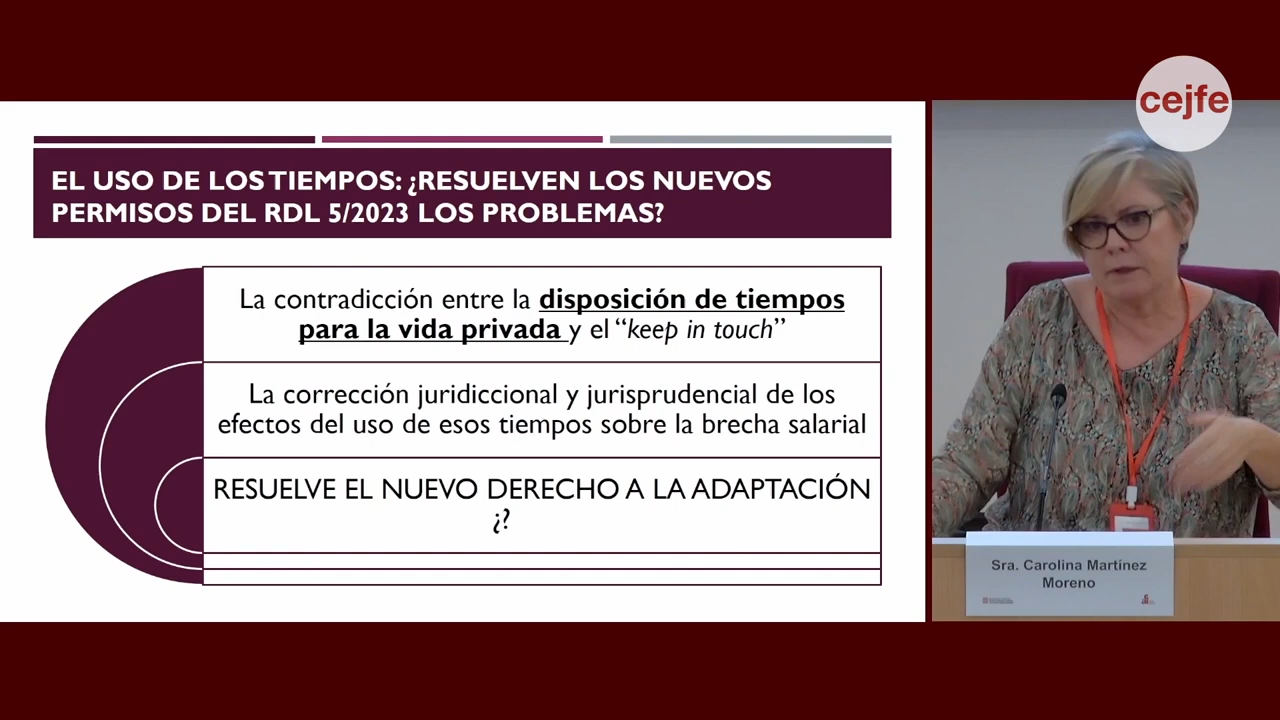 cejfe
EL USO DE LOS TIEMPOS: ¿RESUELVEN LOS NUEVOS
PERMISOS DEL RDL 5/2023 LOS PROBLEMAS?
La contradicción entre la disposición de tiempos
para la vida privada y el “keep in touch”
La corrección juridiccional y jurisprudencial de los
efectos del uso de esos tiempos sobre la brecha salarial
RESUELVE EL NUEVO DERECHO A LA ADAPTACIÓN
¿?
Sra. Carolina Martínez
Moreno